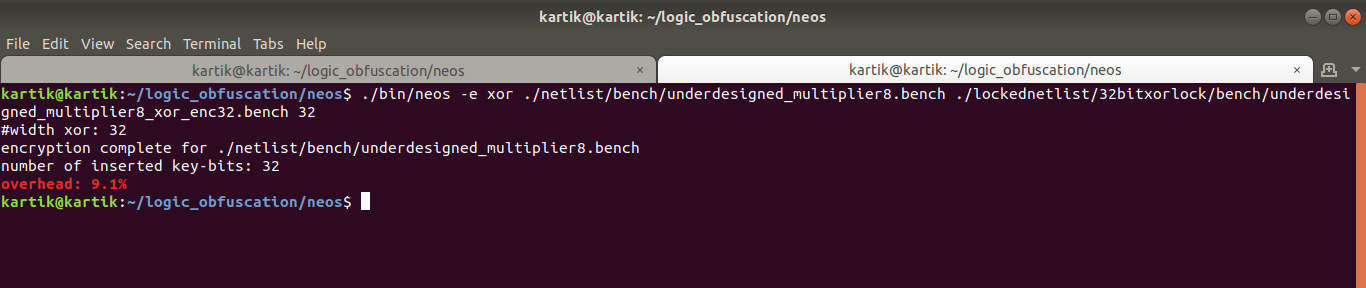 kartik@kartik: ~/logic_obfuscation/neos
File Edit View Search Terminal Tabs Help
kartik@kartik: ~/logic_obfuscation/neos × kartik@kartik: ~/logic_obfuscation/neos ×
kartik@kartik:~/logic_obfuscation/neos$ ./bin/neos -e xor ./netlist/bench/underdesigned_multiplier8.bench ./lockednetlist/32bitxorlock/bench/underdesi
gned_multiplier8_xor_enc32.bench 32
#width xor: 32
encryption complete for ./netlist/bench/underdesigned_multiplier8.bench
number of inserted key-bits: 32
overhead: 9.1%
kartik@kartik:~/logic_obfuscation/neos$